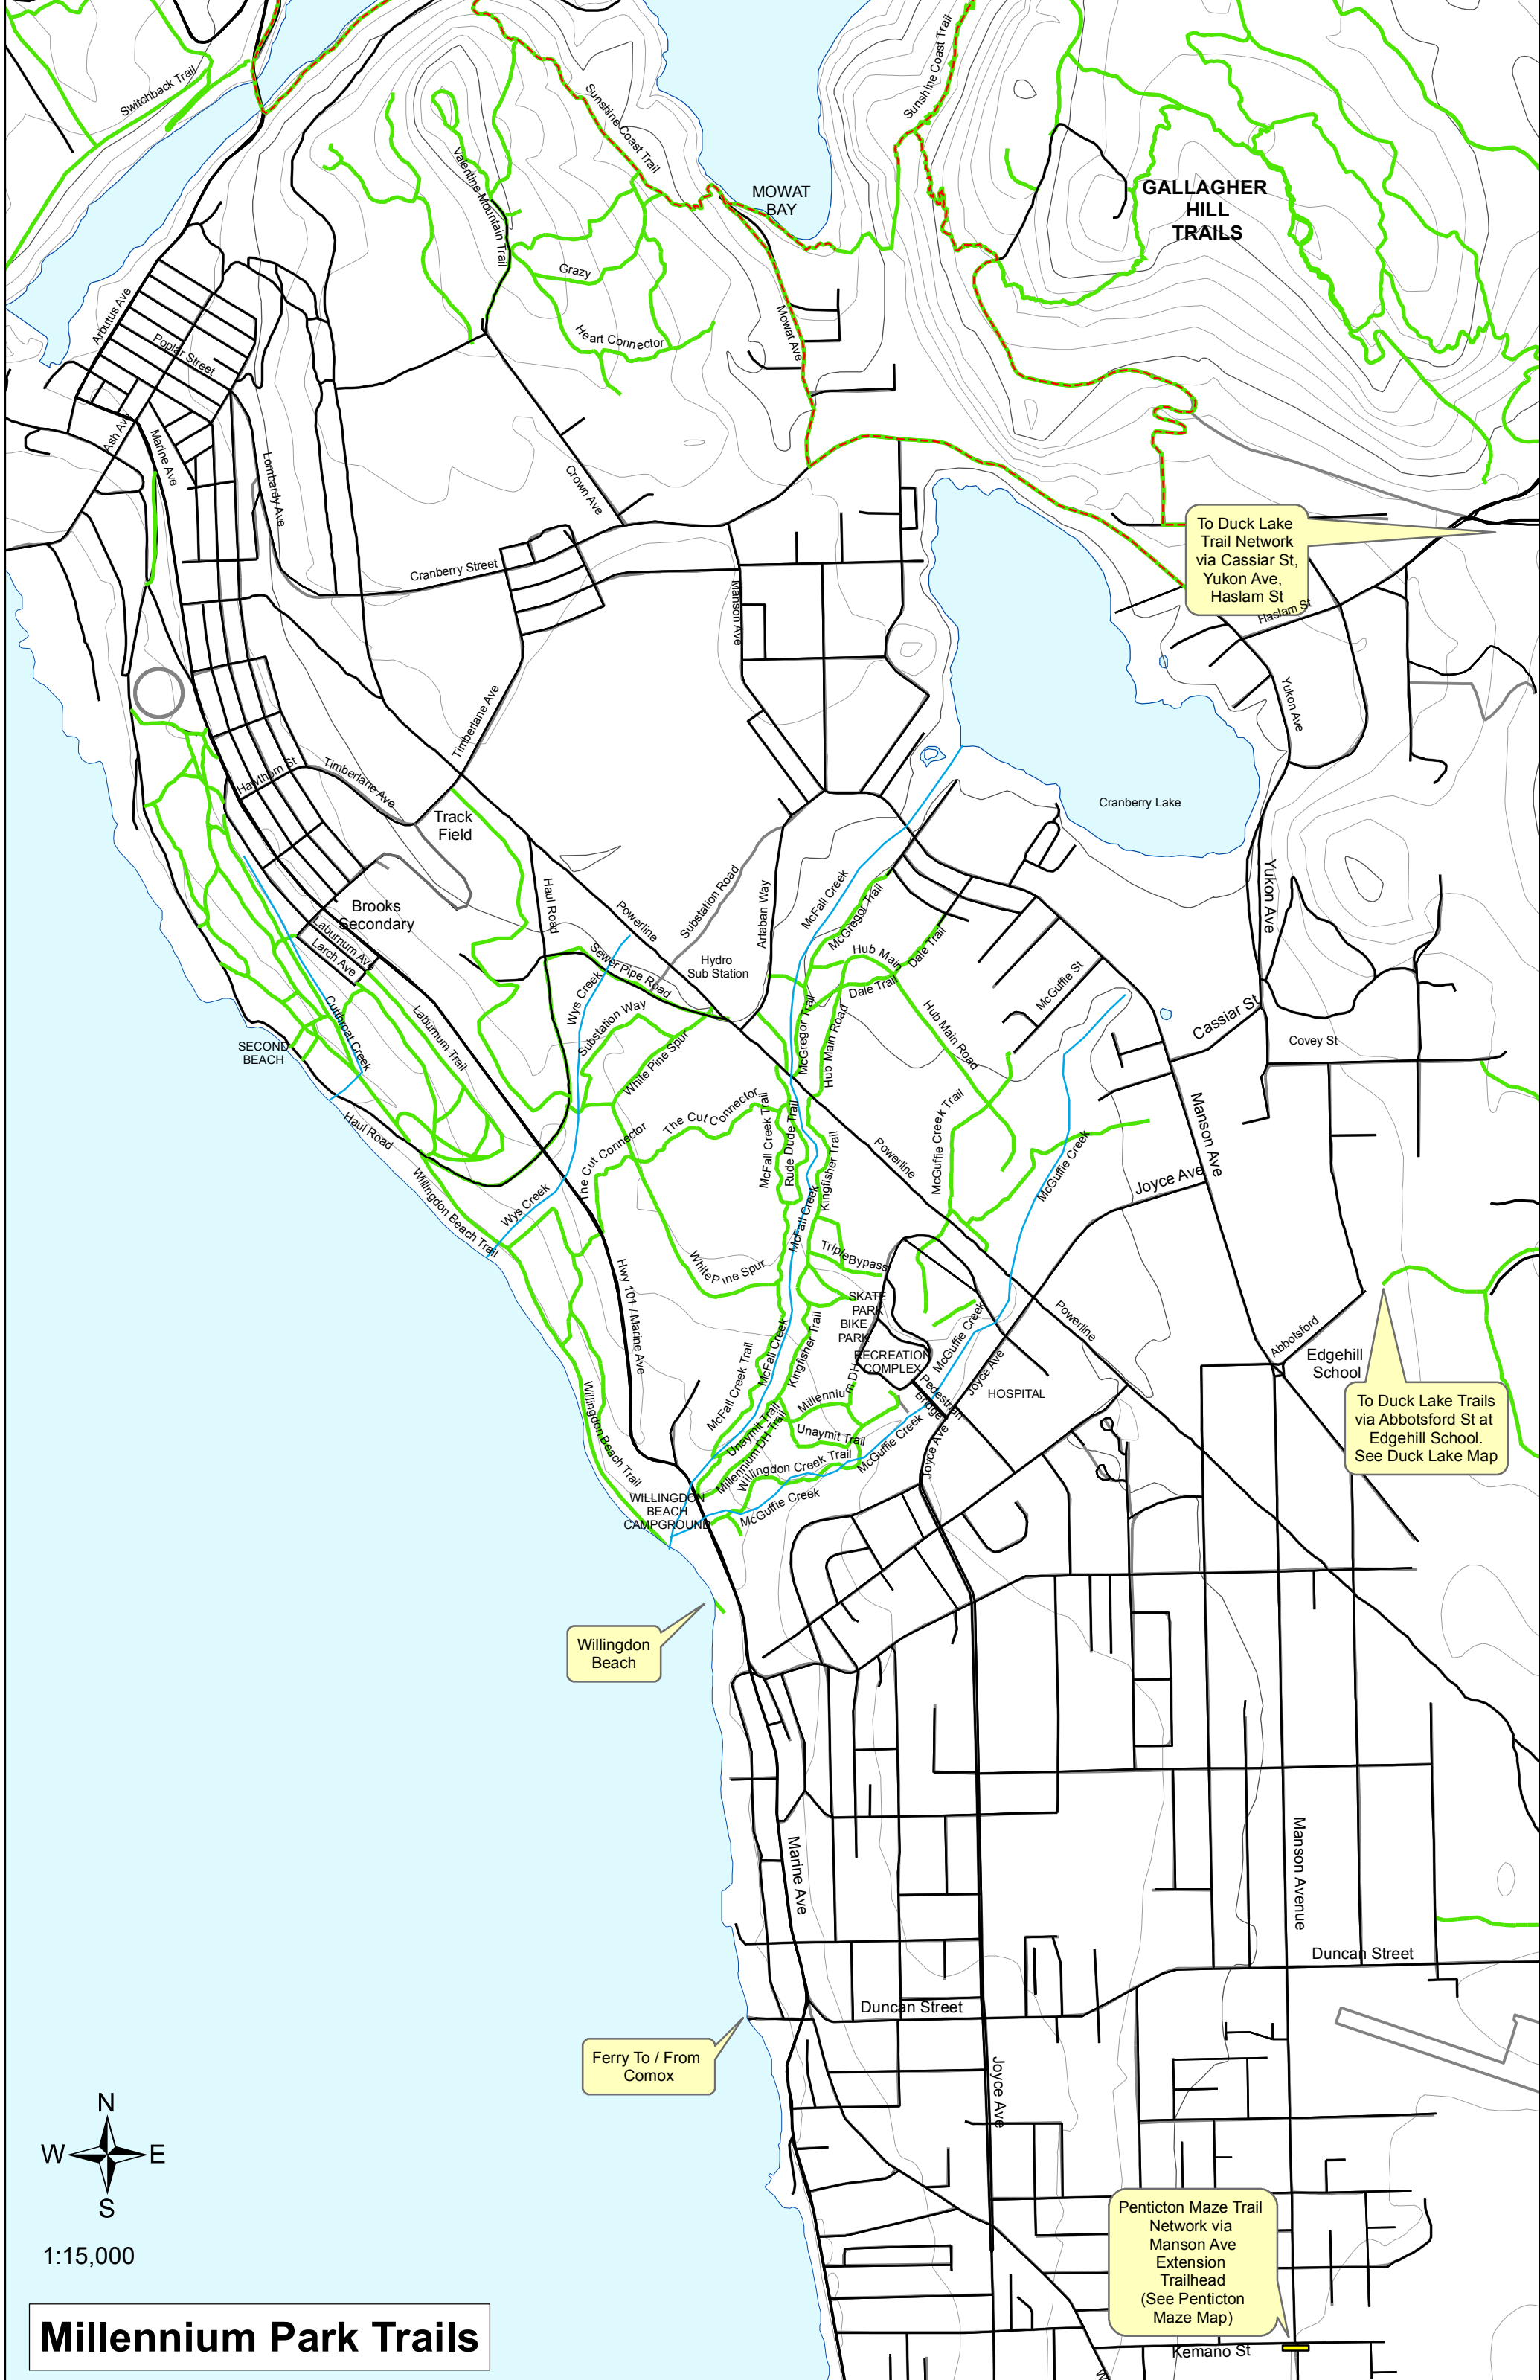 Switchback Trail
Sunshine Coast Trail
Sunshine Coast Trail
Valentine Mountain Trail
MOWAT
BAY
GALLAGHER
HILL
TRAILS
Grazy
Heart Connector
Mowat Ave
Arbutus Ave
Poplar Street
Ash Ave
Marine Ave
Lombardy Ave
Crown Ave
Cranberry Street
Manson Ave
To Duck Lake
Trail Network
via Cassiar St,
Yukon Ave,
Haslam St
Haslam St
Yukon Ave
Timberlane Ave
Hawthorn St
Timberlane Ave
Track
Field
Cranberry Lake
Brooks
Secondary
Laburnum Ave
Larch Ave
Haul Road
Powerline
Substation Road
Artaban Way
McFall Creek
McGregor Trail
Yukon Ave
Hub Main
Dale Trail
Dale Trail
Hydro
Sub Station
Sewer Pipe Road
Wys Creek
Substation Way
White Pine Spur
McGregor Trail
Hub Main Road
Hub Main Road
McGuffie St
Cassiar St
Covey St
Cutthroat Creek
Laburnum Trail
SECOND
BEACH
Haul Road
The Cut Connector
The Cut Connector
McFall Creek Trail
Rude Dude Trail
Kingfisher Trail
McFall Creek
Powerline
McGuffie Creek Trail
McGuffie Creek
Manson Ave
Joyce Ave
Willingdon Beach Trail
Wys Creek
Hwy 101 / Marine Ave
White Pine Spur
Triple Bypass
SKATE
PARK
BIKE
PARK
RECREATION
COMPLEX
McGuffie Creek
Powerline
Abbotsford
Edgehill
School
McFall Creek
Kingfisher Trail
McFall Creek Trail
Joyce Ave
HOSPITAL
Pedestrian
Bridge
Millennium DH
Unaymit Trail
Unaymit Trail
Millennium DH Trail
Willingdon Creek Trail
McGuffie Creek
McGuffie Creek
Joyce Ave
Willingdon Beach Trail
WILLINGDON
BEACH
CAMPGROUND
To Duck Lake Trails
via Abbotsford St at
Edgehill School.
See Duck Lake Map
Willingdon
Beach
Marine Ave
Manson Avenue
Duncan Street
Duncan Street
Ferry To / From
Comox
Joyce Ave
N
W E
S
1:15,000
Penticton Maze Trail
Network via
Manson Ave
Extension
Trailhead
(See Penticton
Maze Map)
Kemano St
Millennium Park Trails